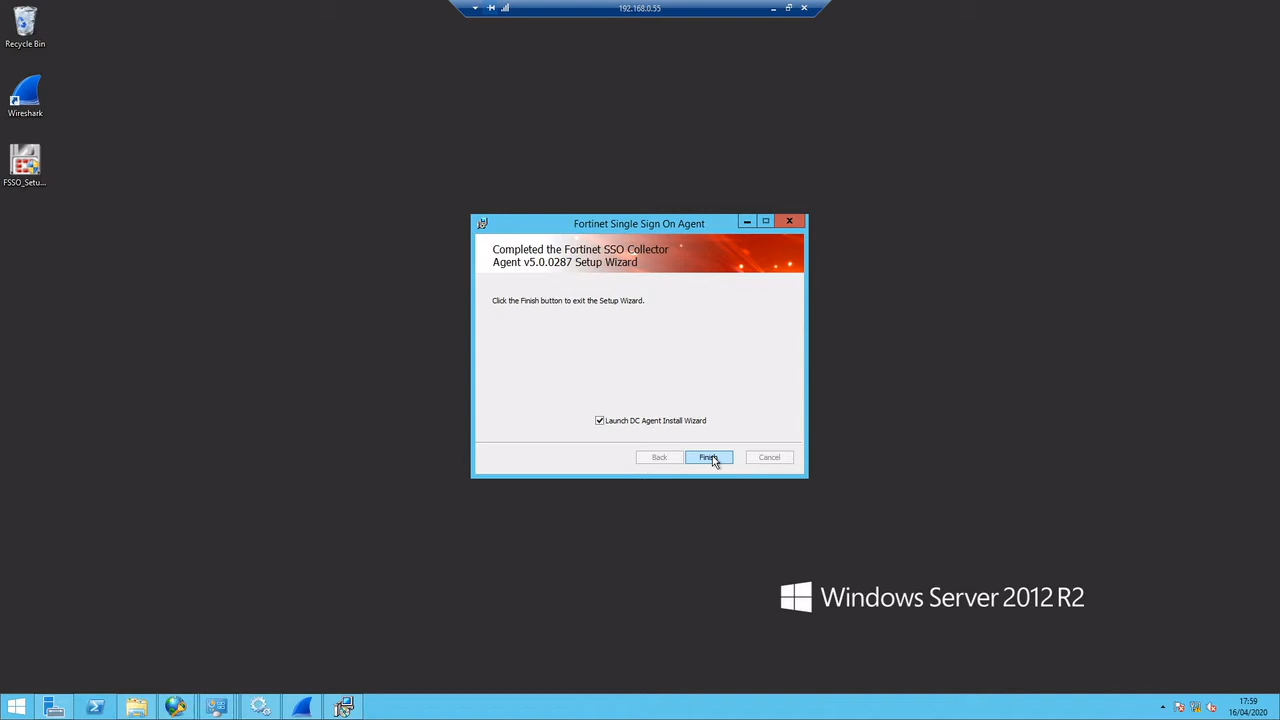 192.168.0.55
Recycle Bin
Wireshark
FSSO_Setu...
Fortinet Single Sign On Agent
Completed the Fortinet SSO Collector
Agent v5.0.0287 Setup Wizard
Click the Finish button to exit the Setup Wizard.
Launch DC Agent Install Wizard
Back
Finish
Cancel
Windows Server 2012 R2
17:59
16/04/2020